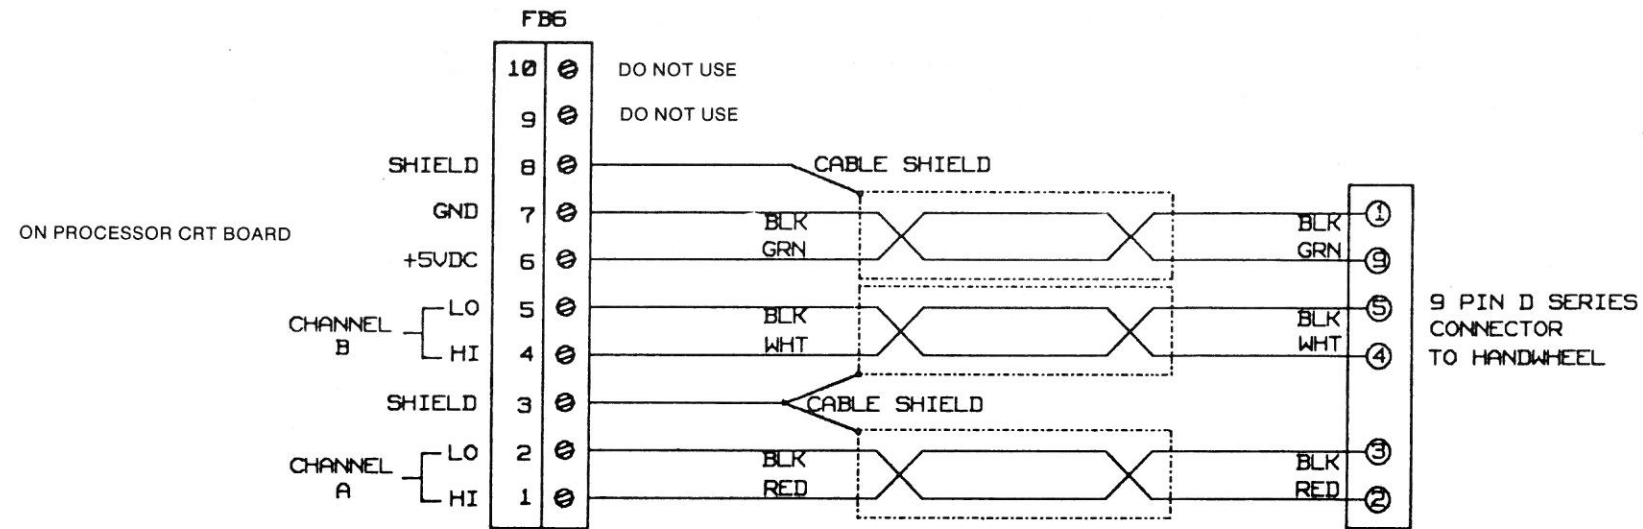 FB6
10 DO NOT USE
9 DO NOT USE
SHIELD 8 CABLE SHIELD
GND 7 BLK BLK 1
ON PROCESSOR CRT BOARD
+5VDC 6 GRN GRN 9
LO 5 BLK BLK 5
CHANNEL
B
HI 4 WHT WHT 4
9 PIN D SERIES
CONNECTOR
TO HANDWHEEL
SHIELD 3 CABLE SHIELD
LO 2 BLK BLK 3
CHANNEL
A
HI 1 RED RED 2